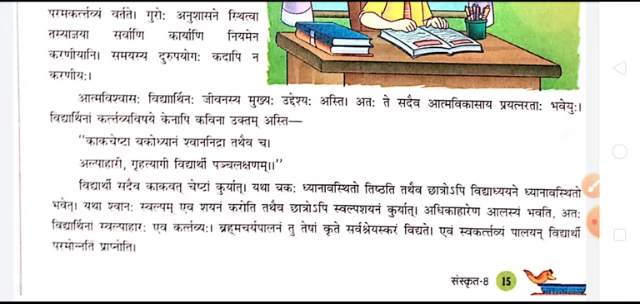 परमकर्त्तव्यं वर्तते। गुरोः अनुशासने स्थित्वा
तस्याज्ञया सर्वाणि कार्याणि नियमेन
करणीयानि। समयस्य दुरुपयोगः कदापि न
करणीयः।
आत्मविश्वासः विद्यार्थिनः जीवनस्य मुख्यः उद्देश्यः अस्ति। अतः ते सदैव आत्मविकासाय प्रयत्नरताः भवेयुः।
विद्यार्थिनां कर्त्तव्यविषये केनापि कविना उक्तम् अस्ति—
“काकचेष्टा वकोध्यानं श्वाननिद्रा तथैव च।
अल्पाहारी, गृहत्यागी विद्यार्थी पञ्चलक्षणम्॥”
विद्यार्थी सदैव काकवत् चेष्टां कुर्यात्। यथा बकः ध्यानावस्थितो तिष्ठति तथैव छात्रोऽपि विद्याध्ययने ध्यानावस्थितो
भवेत्। यथा श्वानः स्वल्पम् एव शयनं करोति तथैव छात्रोऽपि स्वल्पशयनं कुर्यात्। अधिकाहारेण आलस्यं भवति, अतः
विद्यार्थिना स्वल्पाहारः एव कर्त्तव्यः। ब्रह्मचर्यपालनं तु तेषां कृते सर्वश्रेयस्करं विद्यते। एवं स्वकर्त्तव्यं पालयन् विद्यार्थी
परमोन्नतिं प्राप्नोति।
संस्कृत-8 15